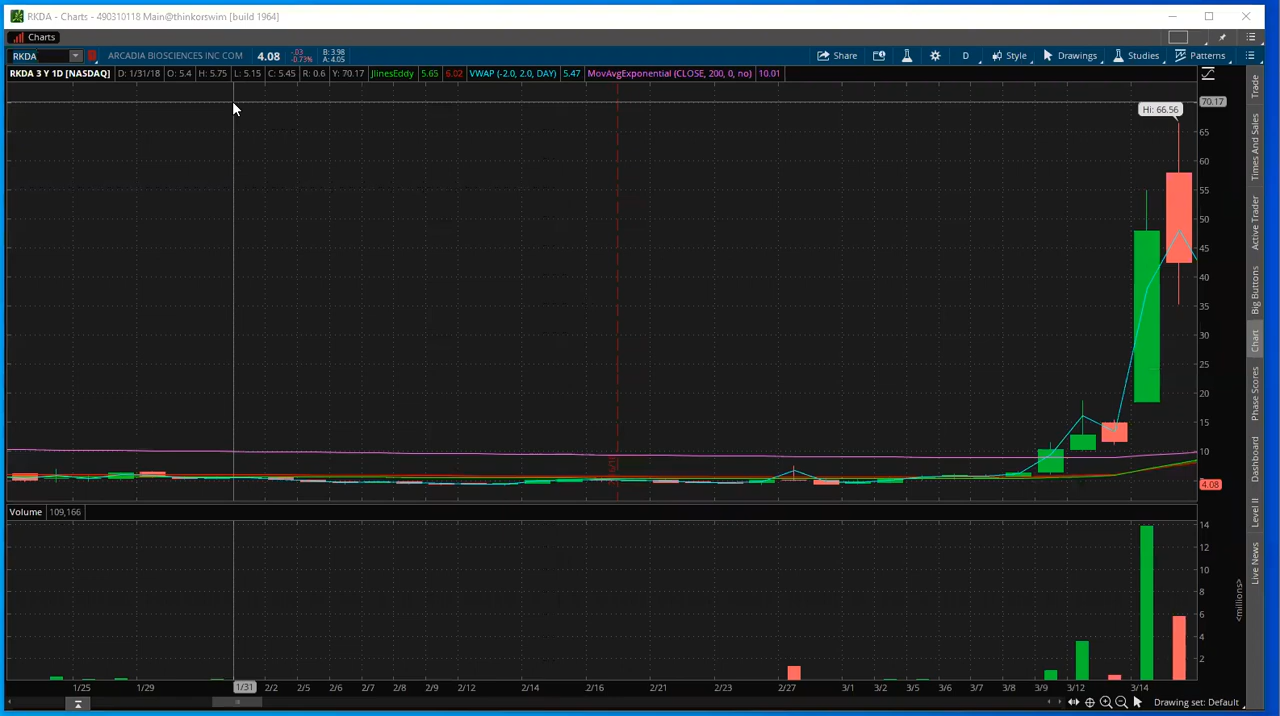 RKDA - Charts - 490310118 Main@thinkorswim [build 1964]
Charts
RKDA ARCADIA BIOSCIENCES INC COM 4.08 -.03 -0.73% B: 3.98 A: 4.05 Share D Style Drawings Studies Patterns
RKDA 3 Y 1D [NASDAQ] D: 1/31/18 O: 5.4 H: 5.75 L: 5.15 C: 5.45 R: 0.6 Y: 70.17 JlinesEddy 5.65 6.02 VWAP (-2.0, 2.0, DAY) 5.47 MovAvgExponential (CLOSE, 200, 0, no) 10.01
Hi: 66.56
70.17
65
60
55
50
45
40
35
30
25
20
15
10
4.08
Volume 109,166
14
12
10
8
6
4
2
<millions>
1/25 1/29 1/31 2/2 2/6 2/7 2/8 2/9 2/12 2/14 2/16 2/21 2/23 2/27 3/1 3/2 3/6 3/7 3/8 3/9 3/12 3/14
Drawing set: Default
Trade
Times And Sales
Active Trader
Big Buttons
Chart
Phase Scores
Dashboard
Level II
Live News